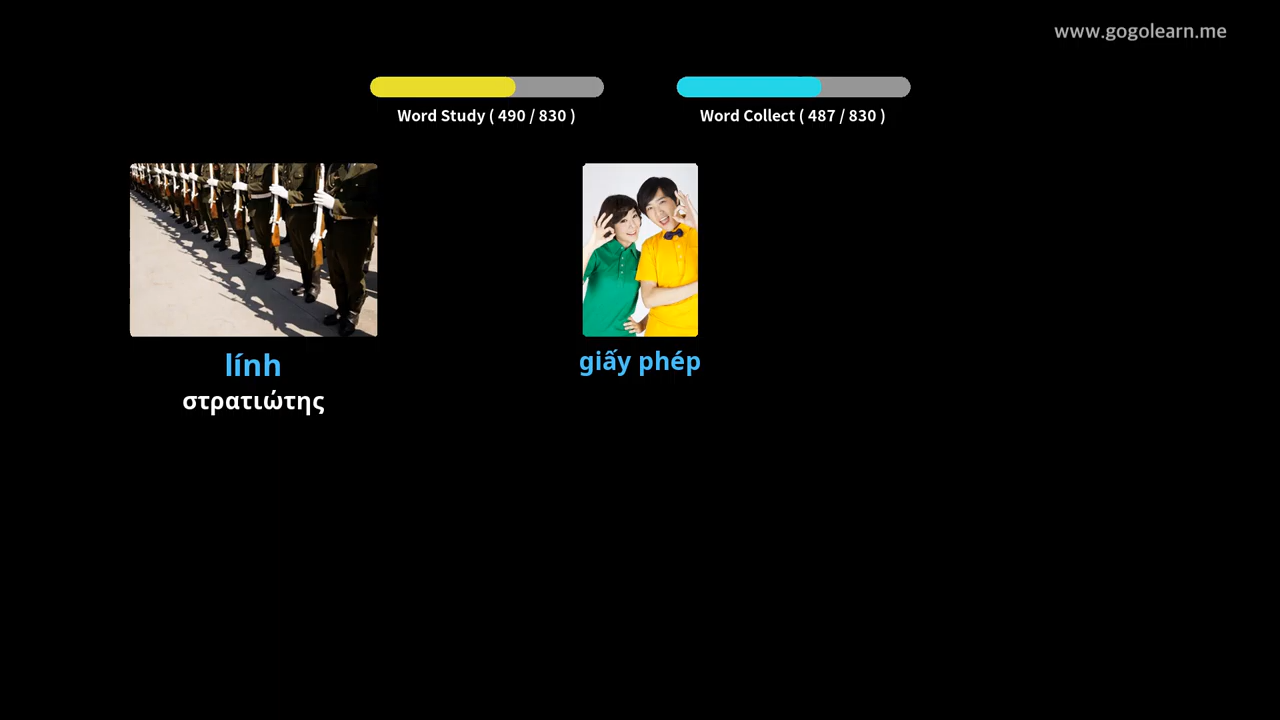 www.gogolearn.me
Word Study ( 490 / 830 )
Word Collect ( 487 / 830 )
lính
στρατιώτης
giấy phép